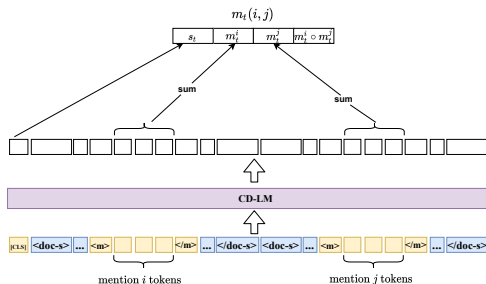 m_t(i, j)
s_t m_t^i m_t^j m_t^i ∘ m_t^j
sum
sum
CD-LM
[CLS] <doc-s> ... <m> </m> ... </doc-s> <doc-s> ... <m> </m> ... </doc-s>
mention i tokens mention j tokens